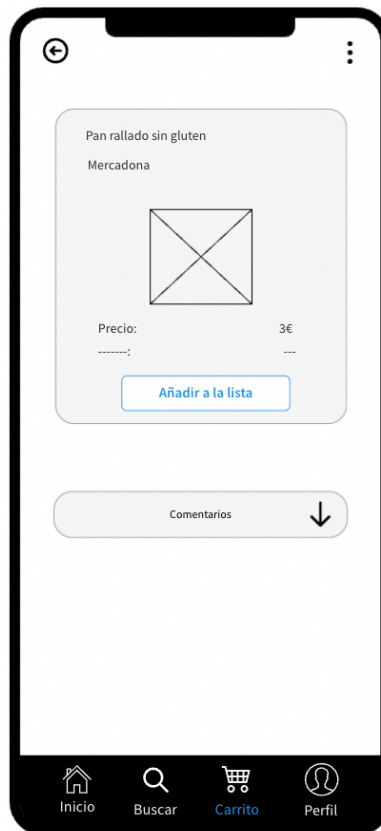 Pan rallado sin gluten
Mercadona
Precio: 3€
-------: ---
Añadir a la lista
Comentarios
Inicio Buscar Carrito Perfil